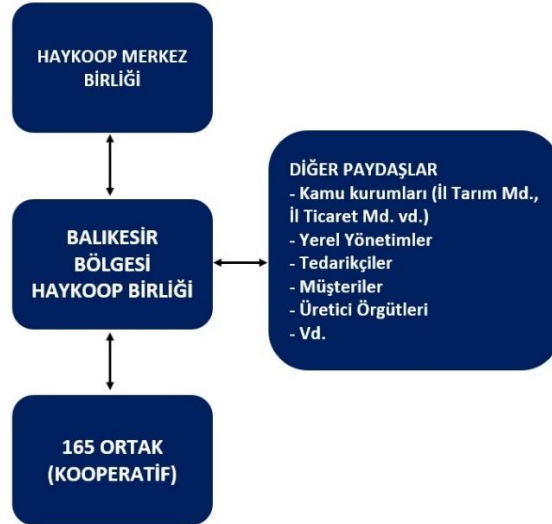 HAYKOOP MERKEZ
BİRLİĞİ
BALIKESİR
BÖLGESİ
HAYKOOP BİRLİĞİ
DİĞER PAYDAŞLAR
- Kamu kurumları (İl Tarım Md.,
İl Ticaret Md. vd.)
- Yerel Yönetimler
- Tedarikçiler
- Müşteriler
- Üretici Örgütleri
- Vd.
165 ORTAK
(KOOPERATİF)